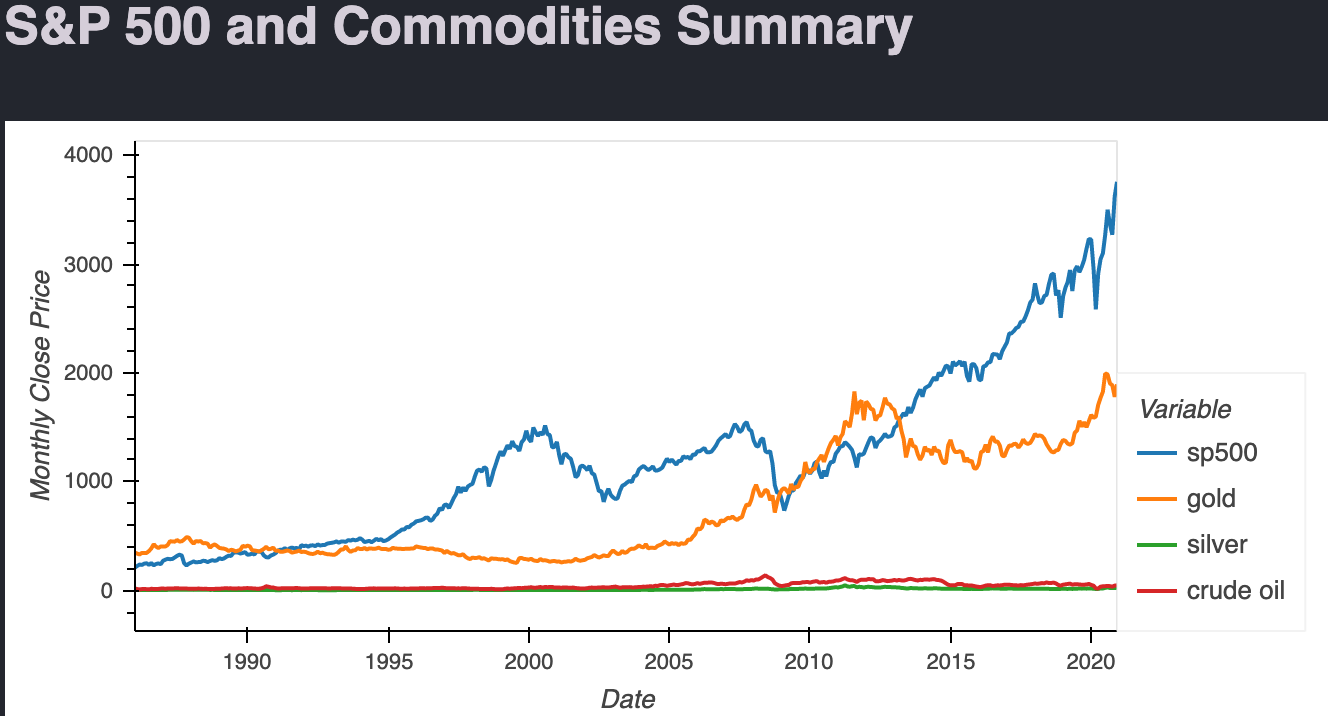 S&P 500 and Commodities Summary
4000
3000
2000
1000
0
Monthly Close Price
1990 1995 2000 2005 2010 2015 2020
Date
Variable
sp500
gold
silver
crude oil